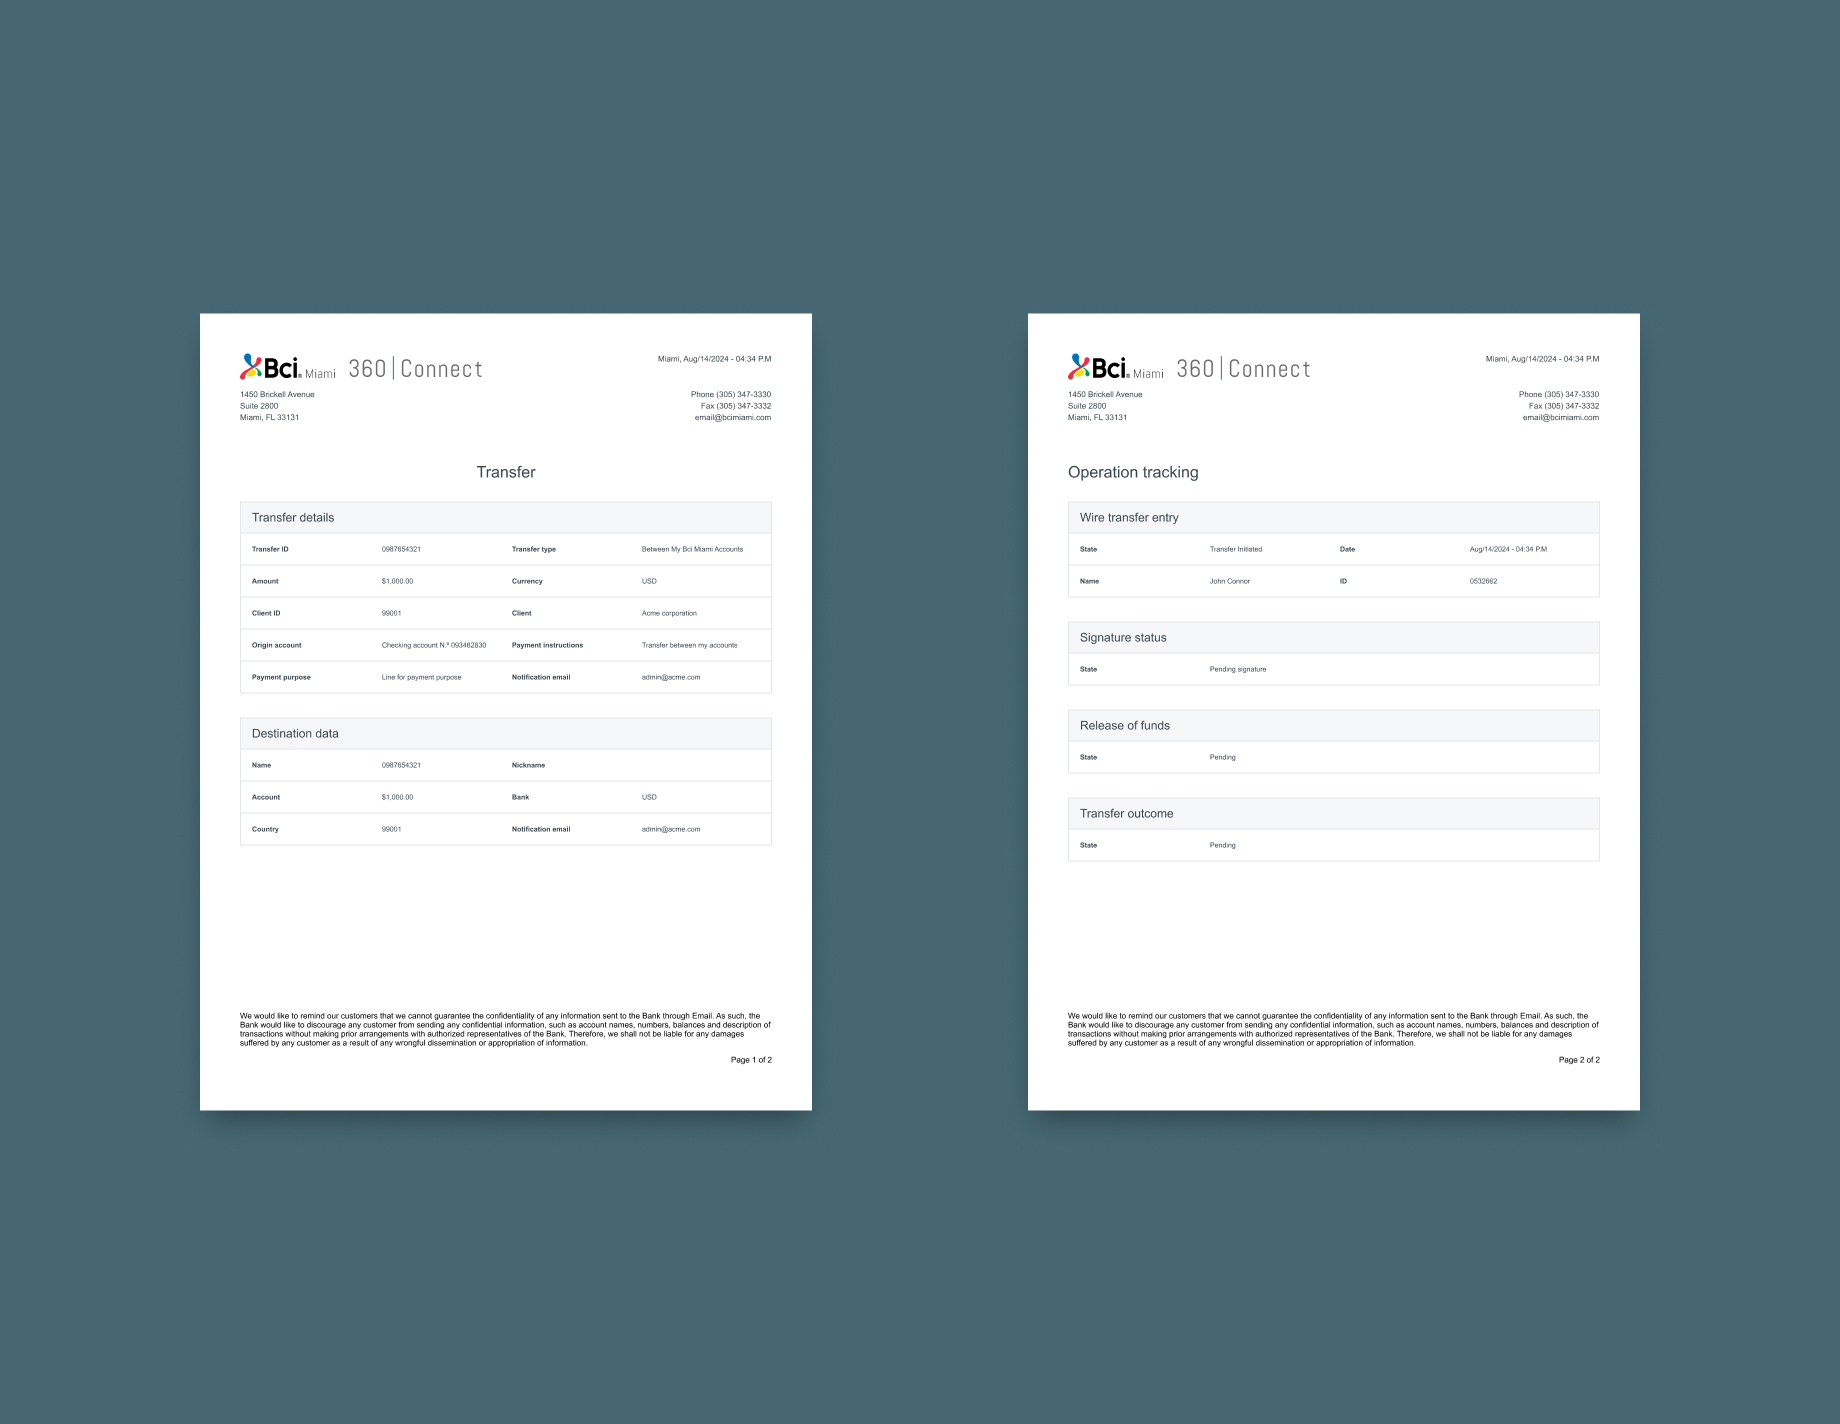 Bci Miami 360 | Connect
Miami, Aug/14/2024 - 04:34 P.M
1450 Brickell Avenue
Suite 2800
Miami, FL 33131
Phone (305) 347-3330
Fax (305) 347-3332
email@bcimiami.com
Transfer
Transfer details
Transfer ID 0987654321 Transfer type Between My Bci Miami Accounts
Amount $1,000.00 Currency USD
Client ID 99001 Client Acme corporation
Origin account Checking account N.º 093462830 Payment instructions Transfer between my accounts
Payment purpose Line for payment purpose Notification email admin@acme.com
Destination data
Name 0987654321 Nickname
Account $1,000.00 Bank USD
Country 99001 Notification email admin@acme.com
We would like to remind our customers that we cannot guarantee the confidentiality of any information sent to the Bank through Email. As such, the
Bank would like to discourage any customer from sending any confidential information, such as account names, numbers, balances and description of
transactions without making prior arrangements with authorized representatives of the Bank. Therefore, we shall not be liable for any damages
suffered by any customer as a result of any wrongful dissemination or appropriation of information.
Page 1 of 2
Bci Miami 360 | Connect
Miami, Aug/14/2024 - 04:34 P.M
1450 Brickell Avenue
Suite 2800
Miami, FL 33131
Phone (305) 347-3330
Fax (305) 347-3332
email@bcimiami.com
Operation tracking
Wire transfer entry
State Transfer Initiated Date Aug/14/2024 - 04:34 P.M
Name John Connor ID 0532662
Signature status
State Pending signature
Release of funds
State Pending
Transfer outcome
State Pending
We would like to remind our customers that we cannot guarantee the confidentiality of any information sent to the Bank through Email. As such, the
Bank would like to discourage any customer from sending any confidential information, such as account names, numbers, balances and description of
transactions without making prior arrangements with authorized representatives of the Bank. Therefore, we shall not be liable for any damages
suffered by any customer as a result of any wrongful dissemination or appropriation of information.
Page 2 of 2